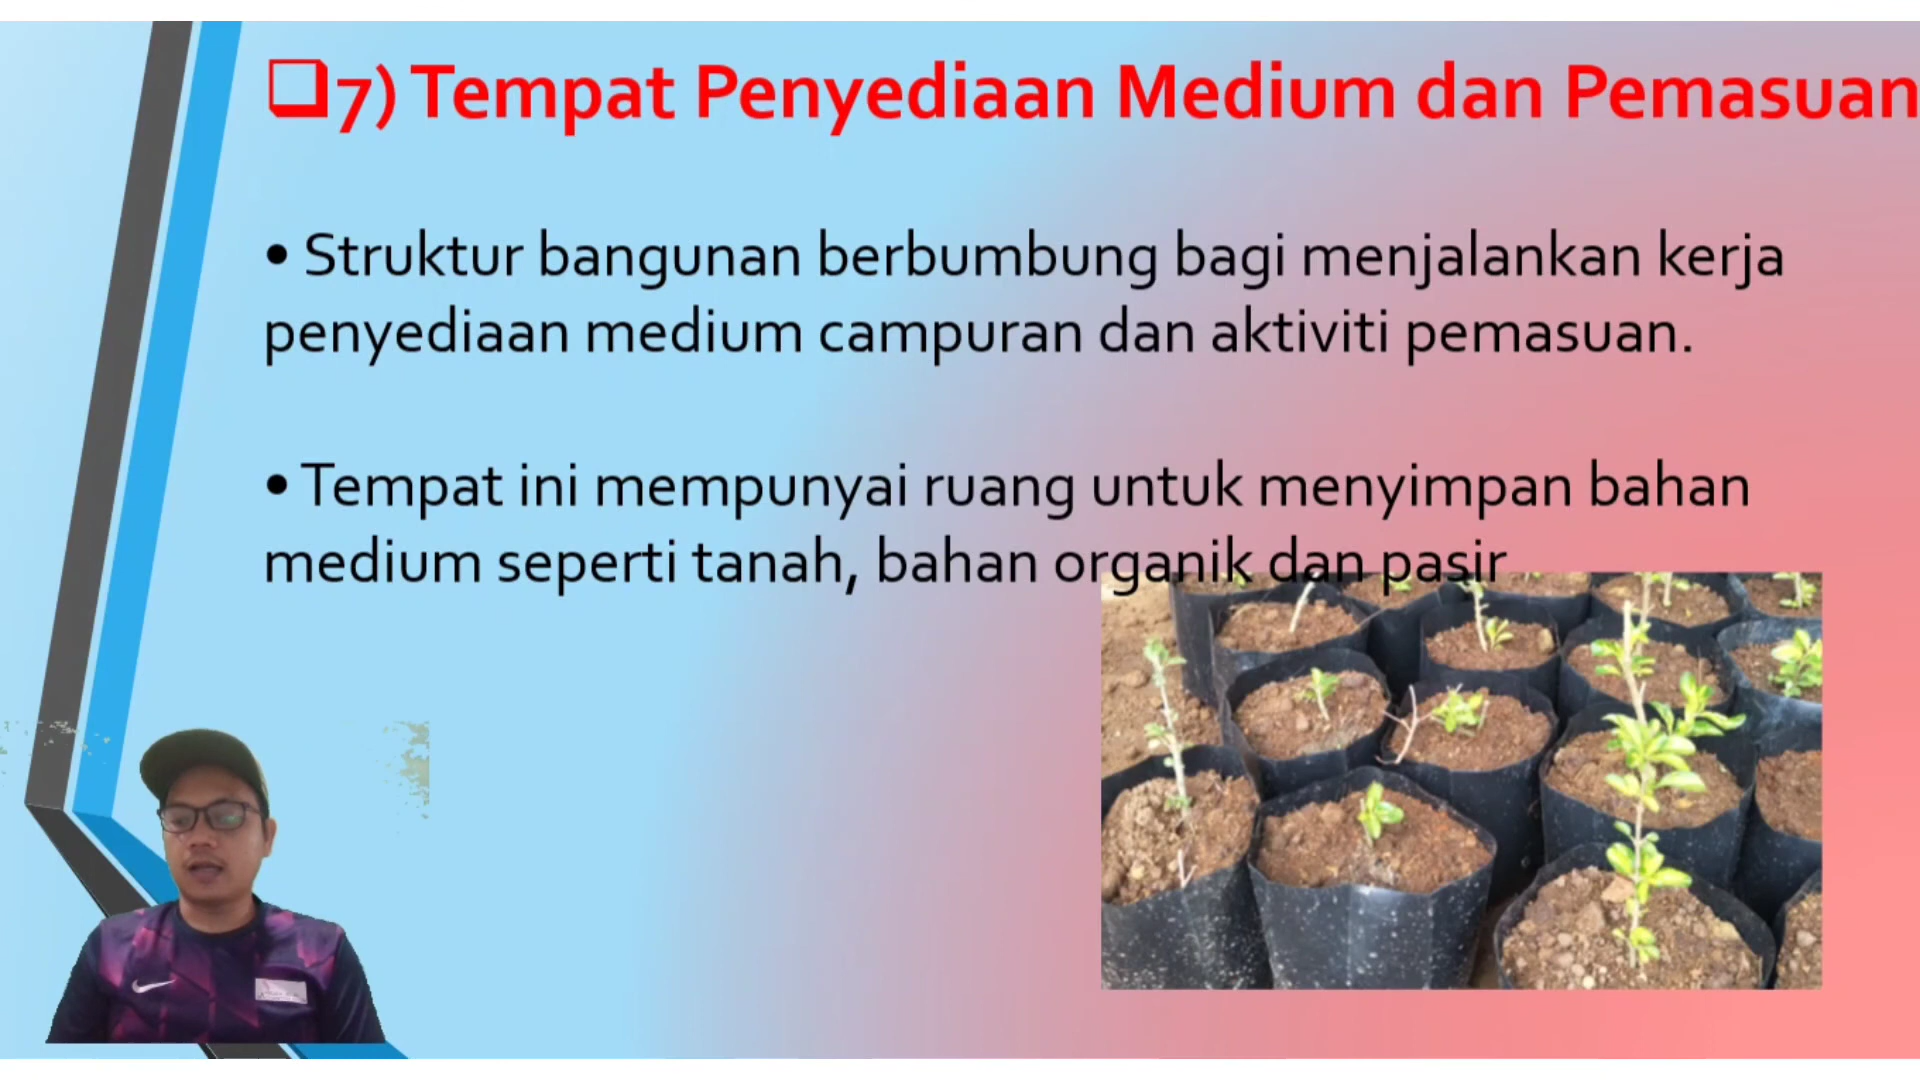 ❑7) Tempat Penyediaan Medium dan Pemasuan
• Struktur bangunan berbumbung bagi menjalankan kerja
penyediaan medium campuran dan aktiviti pemasuan.
• Tempat ini mempunyai ruang untuk menyimpan bahan
medium seperti tanah, bahan organik dan pasir